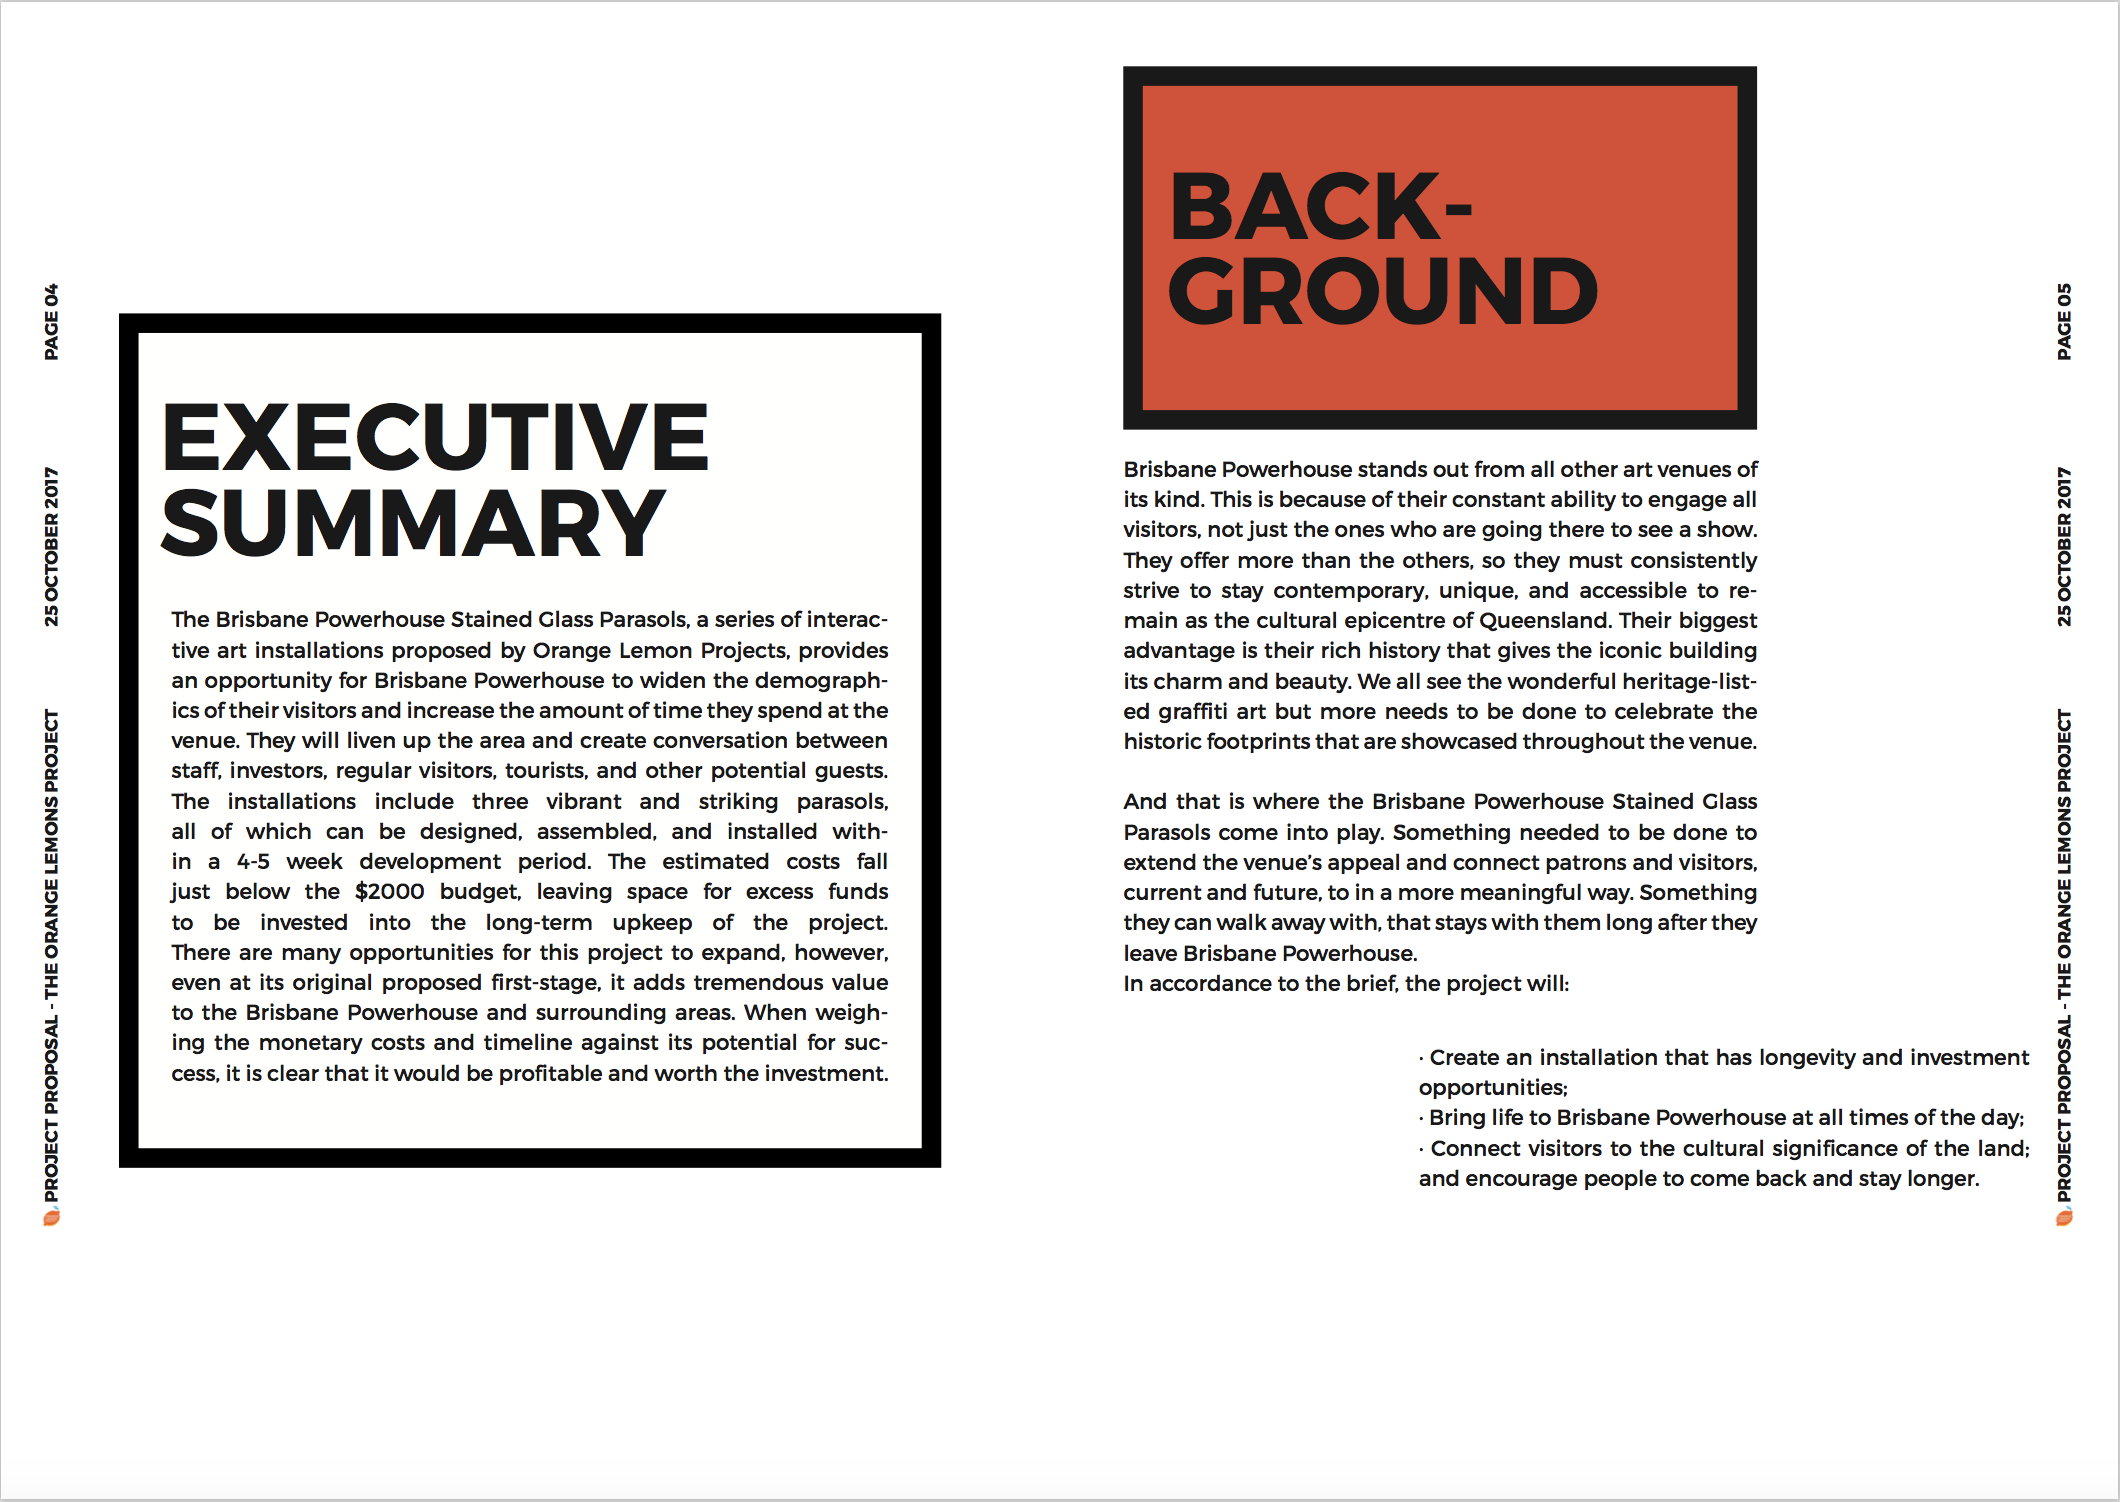 PAGE 04
25 OCTOBER 2017
PROJECT PROPOSAL - THE ORANGE LEMONS PROJECT
EXECUTIVE
SUMMARY
The Brisbane Powerhouse Stained Glass Parasols, a series of interac-
tive art installations proposed by Orange Lemon Projects, provides
an opportunity for Brisbane Powerhouse to widen the demograph-
ics of their visitors and increase the amount of time they spend at the
venue. They will liven up the area and create conversation between
staff, investors, regular visitors, tourists, and other potential guests.
The installations include three vibrant and striking parasols,
all of which can be designed, assembled, and installed with-
in a 4-5 week development period. The estimated costs fall
just below the $2000 budget, leaving space for excess funds
to be invested into the long-term upkeep of the project.
There are many opportunities for this project to expand, however,
even at its original proposed first-stage, it adds tremendous value
to the Brisbane Powerhouse and surrounding areas. When weigh-
ing the monetary costs and timeline against its potential for suc-
cess, it is clear that it would be profitable and worth the investment.
BACK-
GROUND
Brisbane Powerhouse stands out from all other art venues of
its kind. This is because of their constant ability to engage all
visitors, not just the ones who are going there to see a show.
They offer more than the others, so they must consistently
strive to stay contemporary, unique, and accessible to re-
main as the cultural epicentre of Queensland. Their biggest
advantage is their rich history that gives the iconic building
its charm and beauty. We all see the wonderful heritage-list-
ed graffiti art but more needs to be done to celebrate the
historic footprints that are showcased throughout the venue.
And that is where the Brisbane Powerhouse Stained Glass
Parasols come into play. Something needed to be done to
extend the venue’s appeal and connect patrons and visitors,
current and future, to in a more meaningful way. Something
they can walk away with, that stays with them long after they
leave Brisbane Powerhouse.
In accordance to the brief, the project will:
· Create an installation that has longevity and investment
opportunities;
· Bring life to Brisbane Powerhouse at all times of the day;
· Connect visitors to the cultural significance of the land;
and encourage people to come back and stay longer.
PAGE 05
25 OCTOBER 2017
PROJECT PROPOSAL - THE ORANGE LEMONS PROJECT